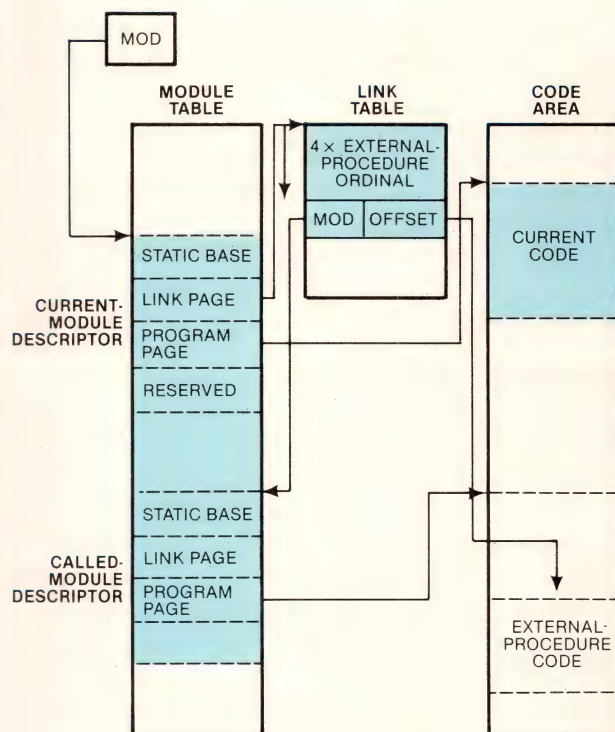 MOD
MODULE
TABLE
LINK
TABLE
CODE
AREA
4 × EXTERNAL-
PROCEDURE
ORDINAL
MOD
OFFSET
STATIC BASE
LINK PAGE
PROGRAM
PAGE
RESERVED
CURRENT-
MODULE
DESCRIPTOR
CURRENT
CODE
STATIC BASE
LINK PAGE
PROGRAM
PAGE
CALLED-
MODULE
DESCRIPTOR
EXTERNAL-
PROCEDURE
CODE